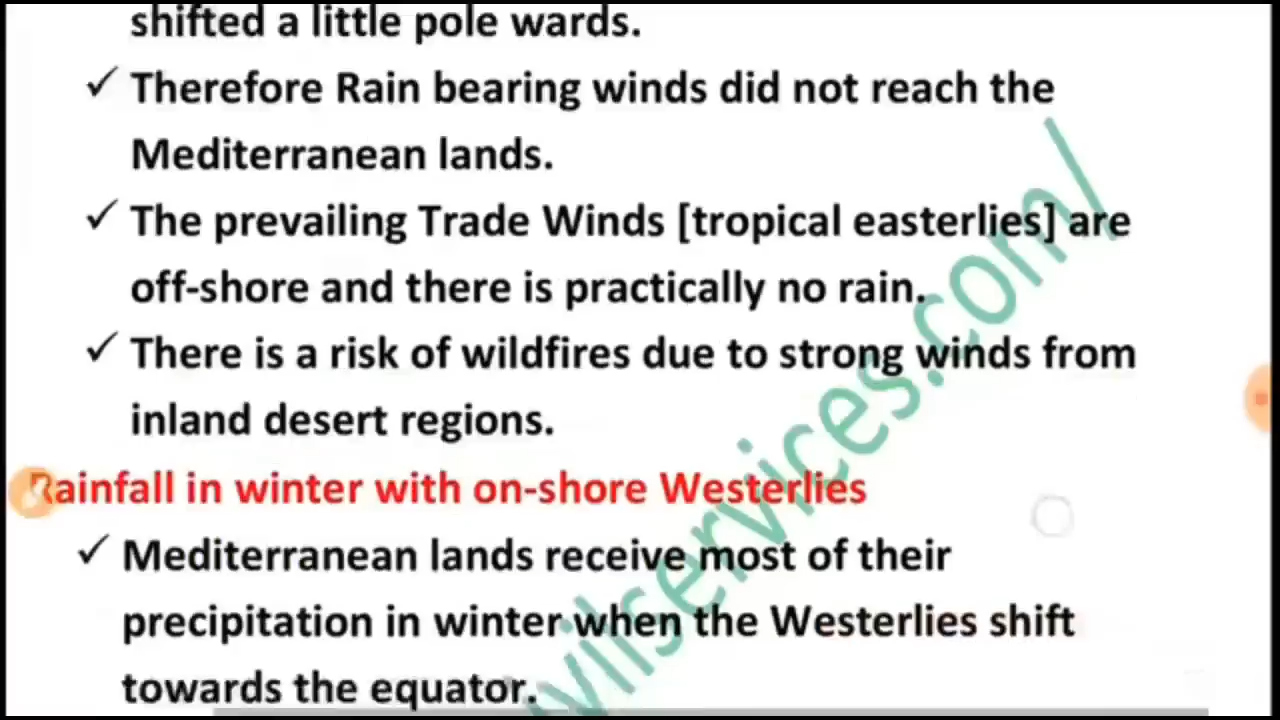 shifted a little pole wards.
✓ Therefore Rain bearing winds did not reach the
Mediterranean lands.
✓ The prevailing Trade Winds [tropical easterlies] are
off-shore and there is practically no rain.
✓ There is a risk of wildfires due to strong winds from
inland desert regions.
Rainfall in winter with on-shore Westerlies
✓ Mediterranean lands receive most of their
precipitation in winter when the Westerlies shift
towards the equator.
vilservices.com/